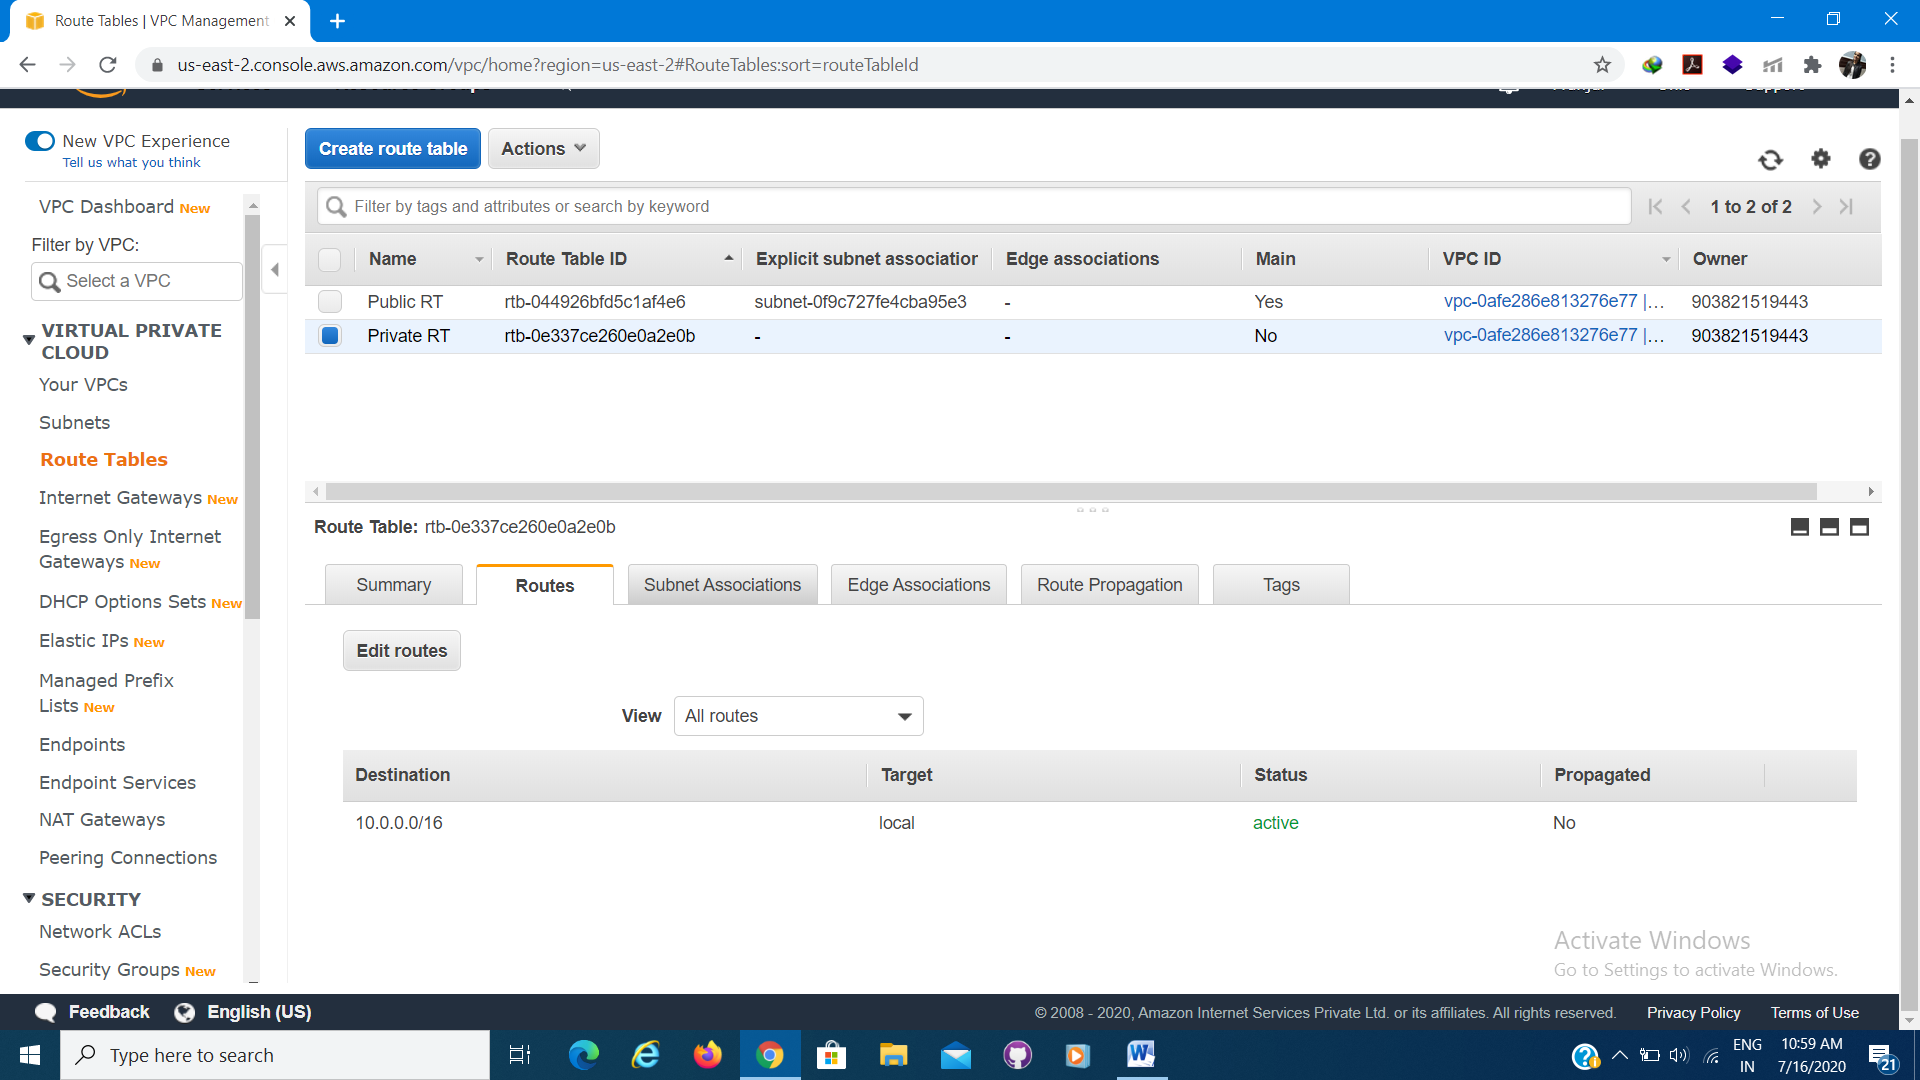 Route Tables | VPC Management
us-east-2.console.aws.amazon.com/vpc/home?region=us-east-2#RouteTables:sort=routeTableId
New VPC Experience
Tell us what you think
Create route table
Actions
VPC Dashboard New
Filter by VPC:
Select a VPC
Filter by tags and attributes or search by keyword
1 to 2 of 2
Name Route Table ID Explicit subnet association Edge associations Main VPC ID Owner
Public RT rtb-044926bfd5c1af4e6 subnet-0f9c727fe4cba95e3 - Yes vpc-0afe286e813276e77 |... 903821519443
Private RT rtb-0e337ce260e0a2e0b - - No vpc-0afe286e813276e77 |... 903821519443
VIRTUAL PRIVATE
CLOUD
Your VPCs
Subnets
Route Tables
Internet Gateways New
Egress Only Internet
Gateways New
DHCP Options Sets New
Elastic IPs New
Managed Prefix
Lists New
Endpoints
Endpoint Services
NAT Gateways
Peering Connections
SECURITY
Network ACLs
Security Groups New
Route Table: rtb-0e337ce260e0a2e0b
Summary Routes Subnet Associations Edge Associations Route Propagation Tags
Edit routes
View All routes
Destination Target Status Propagated
10.0.0.0/16 local active No
Activate Windows
Go to Settings to activate Windows.
Feedback English (US)
© 2008 - 2020, Amazon Internet Services Private Ltd. or its affiliates. All rights reserved. Privacy Policy Terms of Use
Type here to search
ENG
IN
10:59 AM
7/16/2020
21